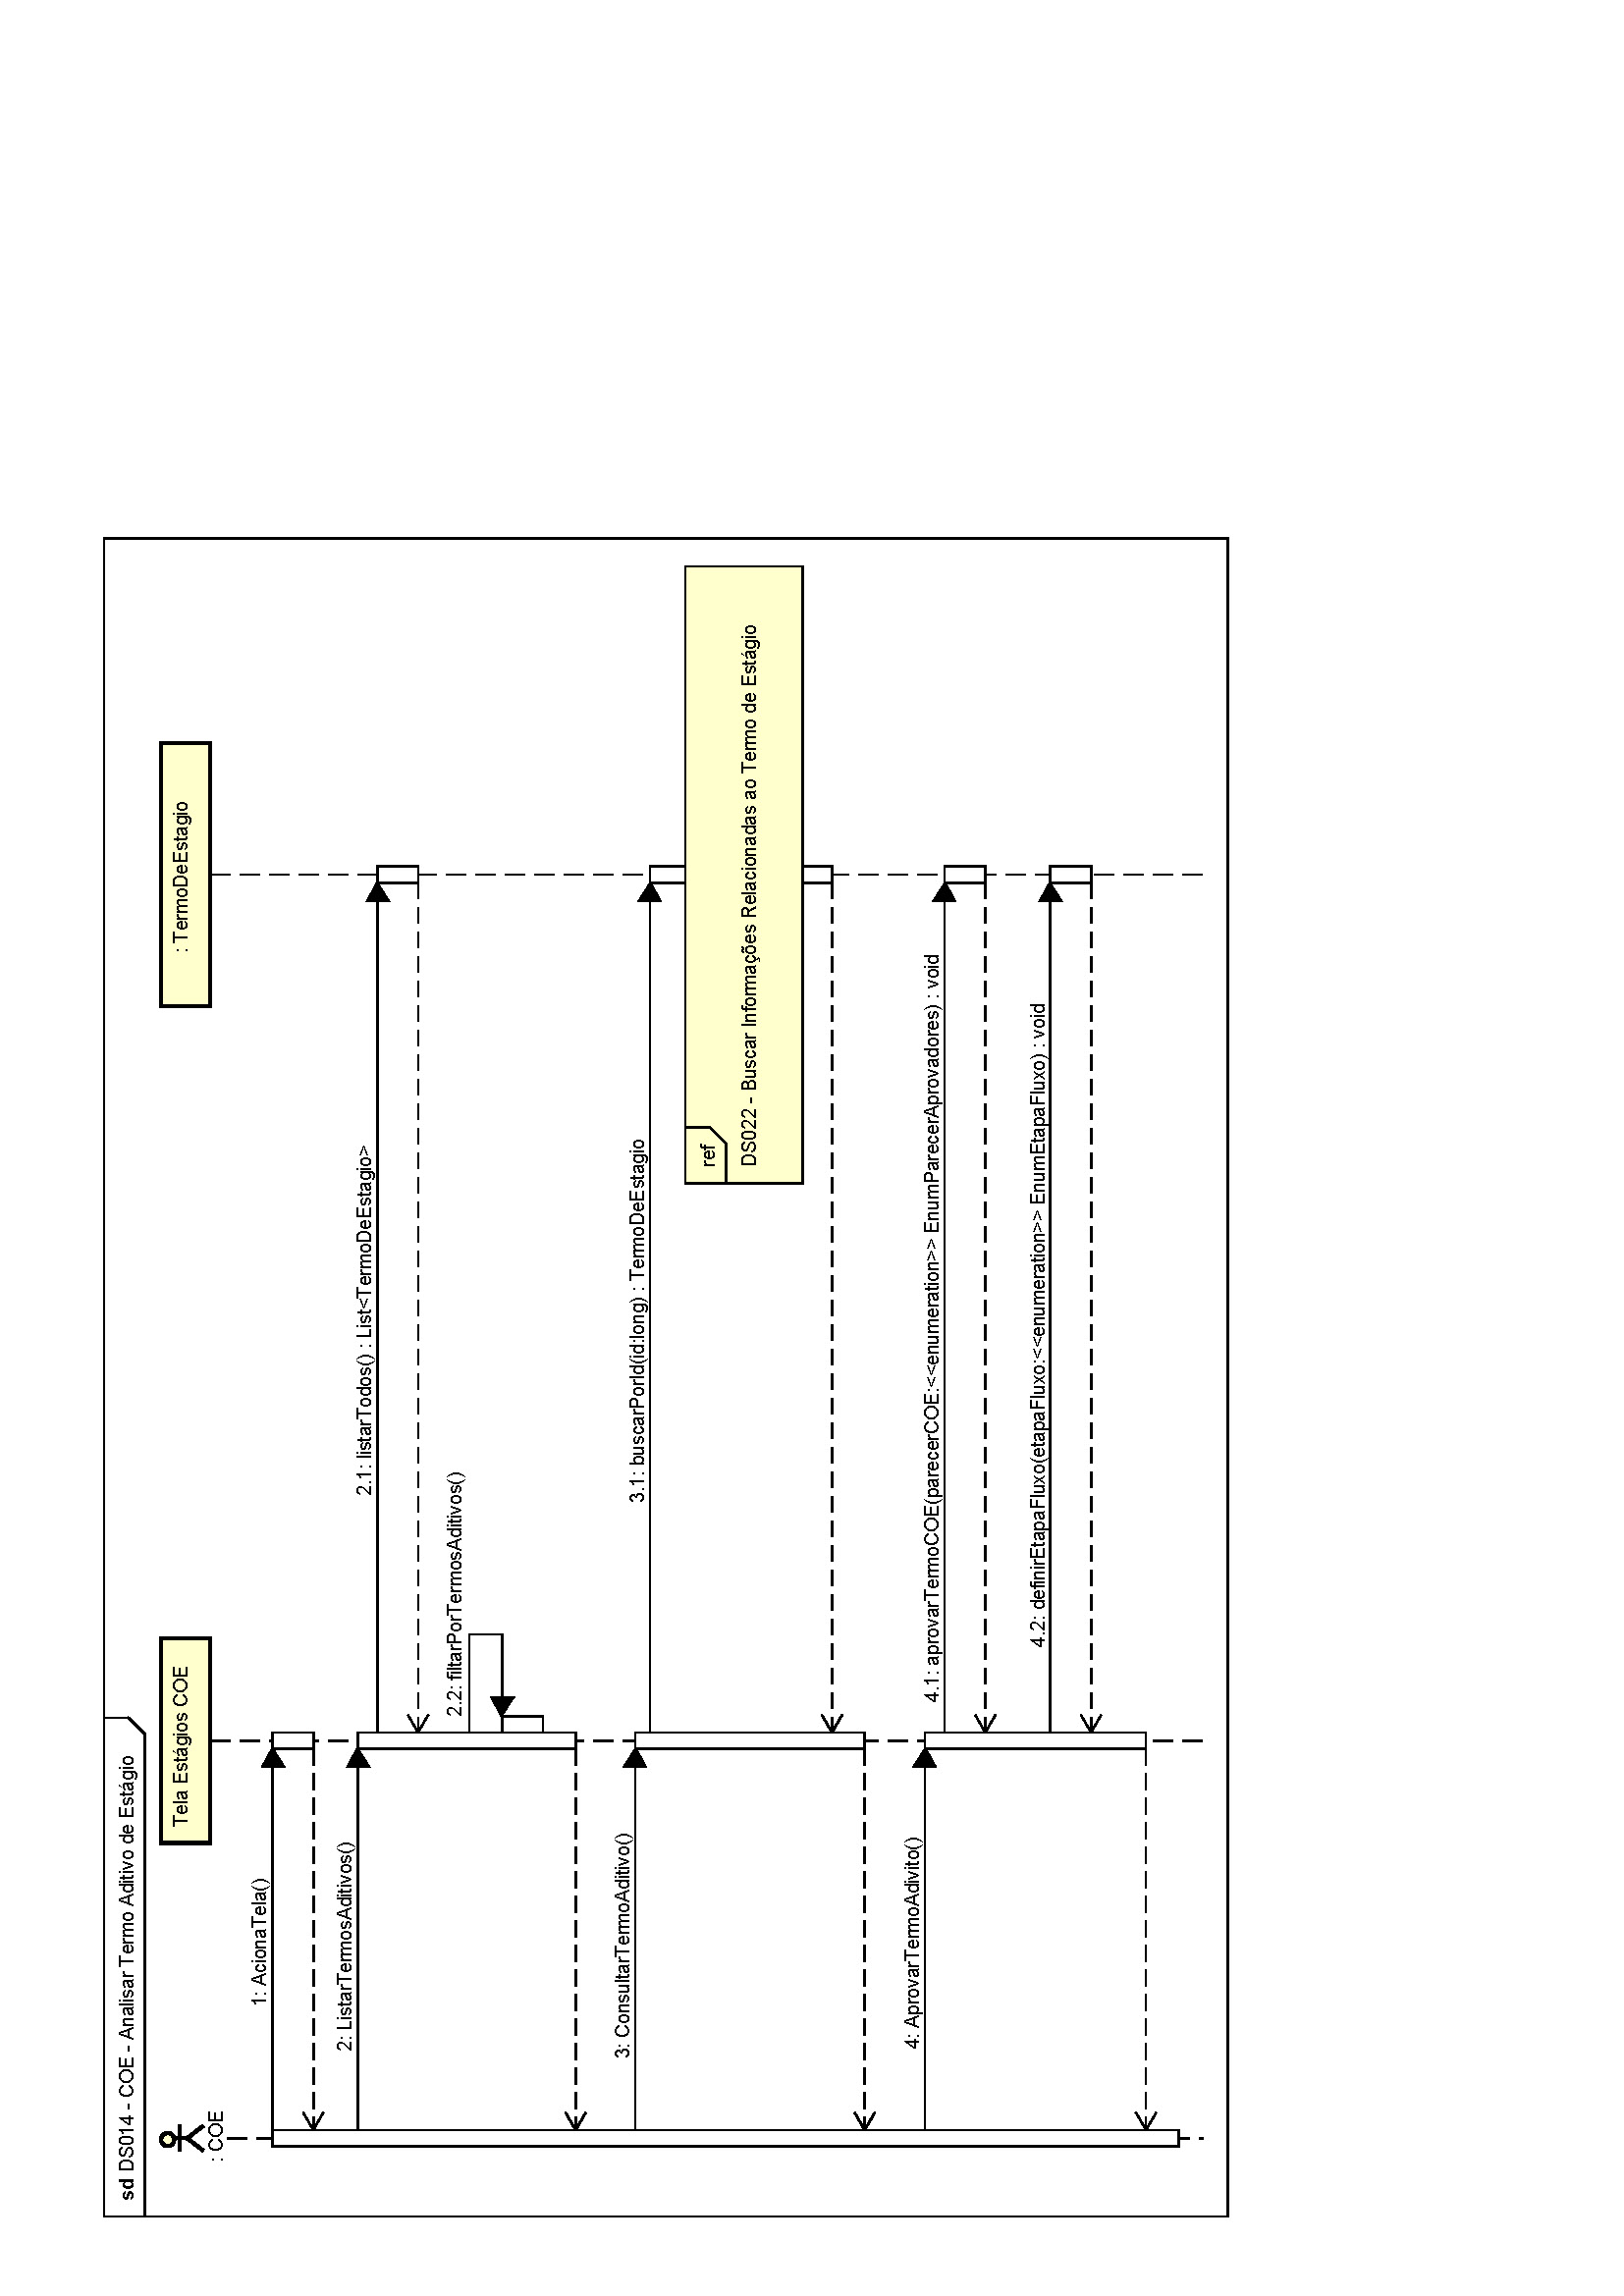 sd DS014 - COE - Analisar Termo Aditivo de Estágio
: COE
Tela Estágios COE
: TermoDeEstagio
1: AcionaTela()
2: ListarTermosAditivos()
2.1: listarTodos() : List<TermoDeEstagio>
2.2: filtarPorTermosAditivos()
3: ConsultarTermoAditivo()
3.1: buscarPorId(id:long) : TermoDeEstagio
ref
DS022 - Buscar Informações Relacionadas ao Termo de Estágio
4: AprovarTermoAdivito()
4.1: aprovarTermoCOE(parecerCOE:<<enumeration>> EnumParecerAprovadores) : void
4.2: definirEtapaFluxo(etapaFluxo:<<enumeration>> EnumEtapaFluxo) : void